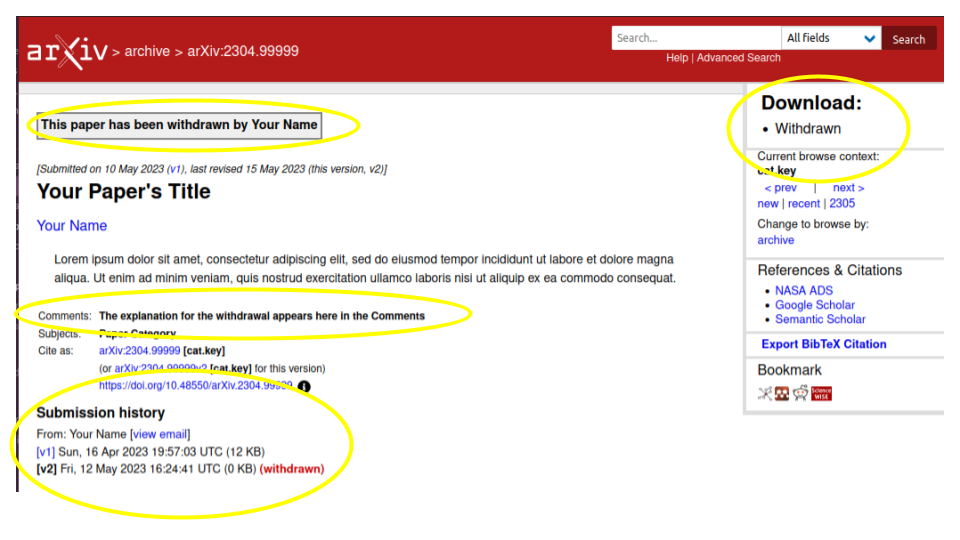 arXiv > archive > arXiv:2304.99999
Search...
All fields
Search
Help | Advanced Search
This paper has been withdrawn by Your Name
[Submitted on 10 May 2023 (v1), last revised 15 May 2023 (this version, v2)]
Your Paper's Title
Your Name
Lorem ipsum dolor sit amet, consectetur adipiscing elit, sed do eiusmod tempor incididunt ut labore et dolore magna
aliqua. Ut enim ad minim veniam, quis nostrud exercitation ullamco laboris nisi ut aliquip ex ea commodo consequat.
Comments: The explanation for the withdrawal appears here in the Comments
Subjects: Paper Category
Cite as: arXiv:2304.99999 [cat.key]
(or arXiv:2304.99999v2 [cat.key] for this version)
https://doi.org/10.48550/arXiv.2304.99999
Submission history
From: Your Name [view email]
[v1] Sun, 16 Apr 2023 19:57:03 UTC (12 KB)
[v2] Fri, 12 May 2023 16:24:41 UTC (0 KB) (withdrawn)
Download:
• Withdrawn
Current browse context:
cat.key
< prev | next >
new | recent | 2305
Change to browse by:
archive
References & Citations
• NASA ADS
• Google Scholar
• Semantic Scholar
Export BibTeX Citation
Bookmark
Science
WISE